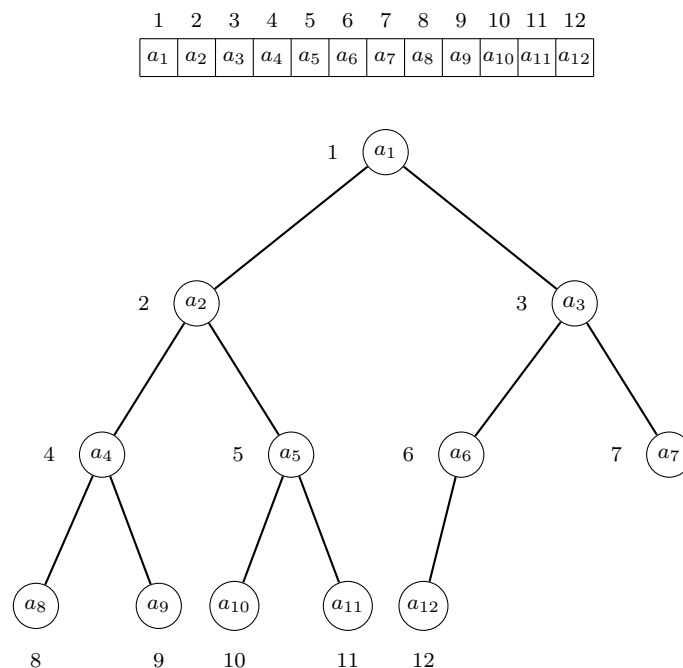 1 2 3 4 5 6 7 8 9 10 11 12
a₁ a₂ a₃ a₄ a₅ a₆ a₇ a₈ a₉ a₁₀ a₁₁ a₁₂
1 a₁
2 a₂ 3 a₃
4 a₄ 5 a₅ 6 a₆ 7 a₇
a₈ a₉ a₁₀ a₁₁ a₁₂
8 9 10 11 12